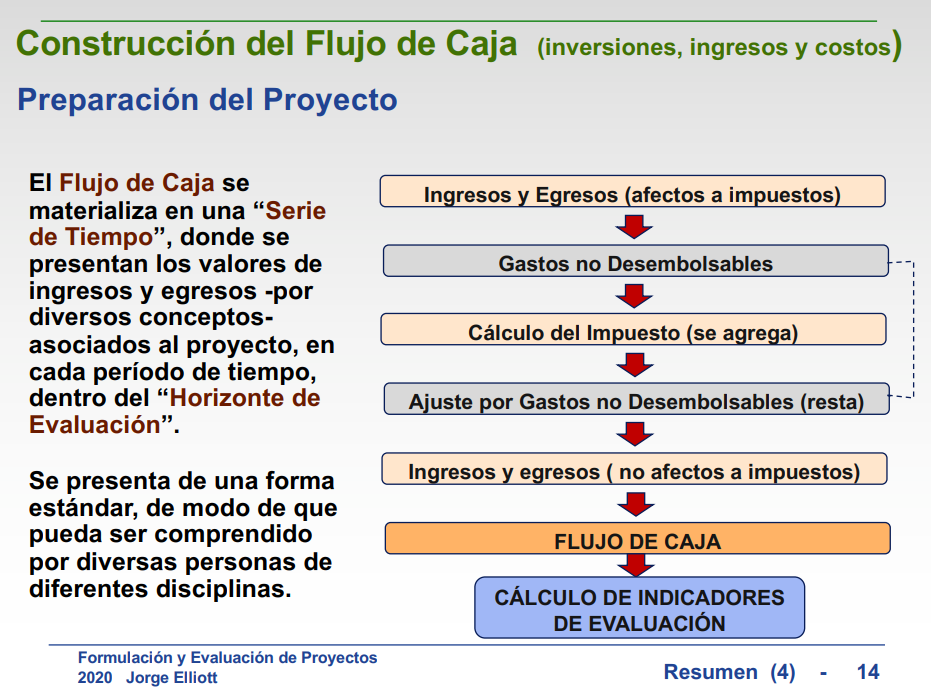 Construcción del Flujo de Caja (inversiones, ingresos y costos)
Preparación del Proyecto
El Flujo de Caja se
materializa en una “Serie
de Tiempo”, donde se
presentan los valores de
ingresos y egresos -por
diversos conceptos-
asociados al proyecto, en
cada período de tiempo,
dentro del “Horizonte de
Evaluación”.
Se presenta de una forma
estándar, de modo de que
pueda ser comprendido
por diversas personas de
diferentes disciplinas.
Ingresos y Egresos (afectos a impuestos)
Gastos no Desembolsables
Cálculo del Impuesto (se agrega)
Ajuste por Gastos no Desembolsables (resta)
Ingresos y egresos ( no afectos a impuestos)
FLUJO DE CAJA
CÁLCULO DE INDICADORES
DE EVALUACIÓN
Formulación y Evaluación de Proyectos
2020 Jorge Elliott
Resumen (4) - 14